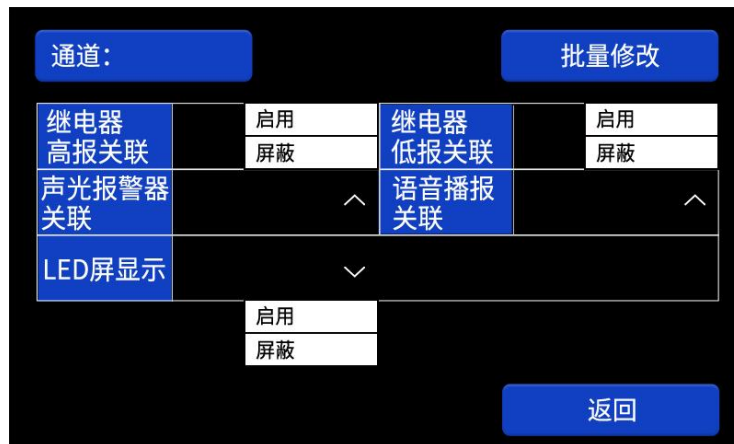 通道：
批量修改
继电器
高报关联
启用
屏蔽
继电器
低报关联
启用
屏蔽
声光报警器
关联
语音播报
关联
LED屏显示
启用
屏蔽
返回